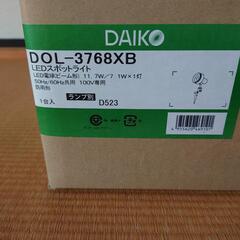 DAIKO
DOL-3768XB
LEDスポットライト
LED電球(ビーム形) 11.7W/7.1W×1灯
50Hz/60Hz共用 100V専用
防雨形
1台入
ランプ別
D523